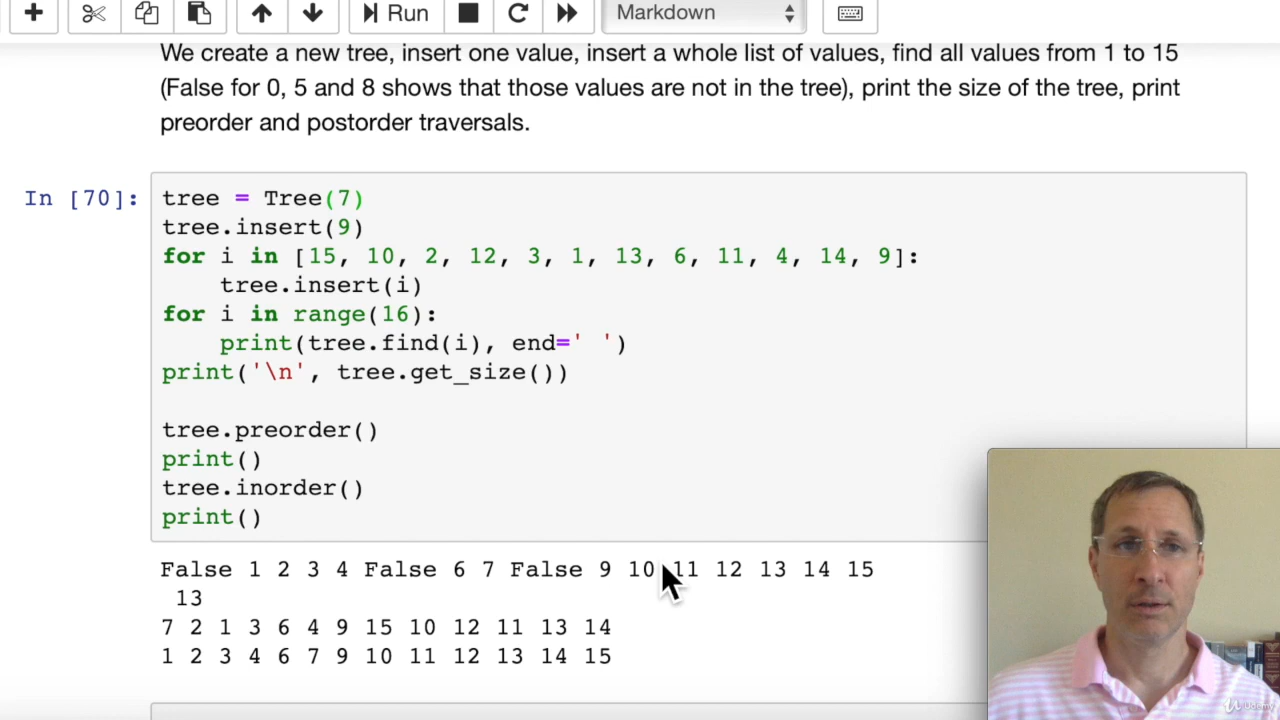 Run
Markdown
We create a new tree, insert one value, insert a whole list of values, find all values from 1 to 15
(False for 0, 5 and 8 shows that those values are not in the tree), print the size of the tree, print
preorder and postorder traversals.
In [70]:
tree = Tree(7)
tree.insert(9)
for i in [15, 10, 2, 12, 3, 1, 13, 6, 11, 4, 14, 9]:
    tree.insert(i)
for i in range(16):
    print(tree.find(i), end=' ')
print('\n', tree.get_size())
tree.preorder()
print()
tree.inorder()
print()
False 1 2 3 4 False 6 7 False 9 10 11 12 13 14 15
 13
7 2 1 3 6 4 9 15 10 12 11 13 14
1 2 3 4 6 7 9 10 11 12 13 14 15
Udemy